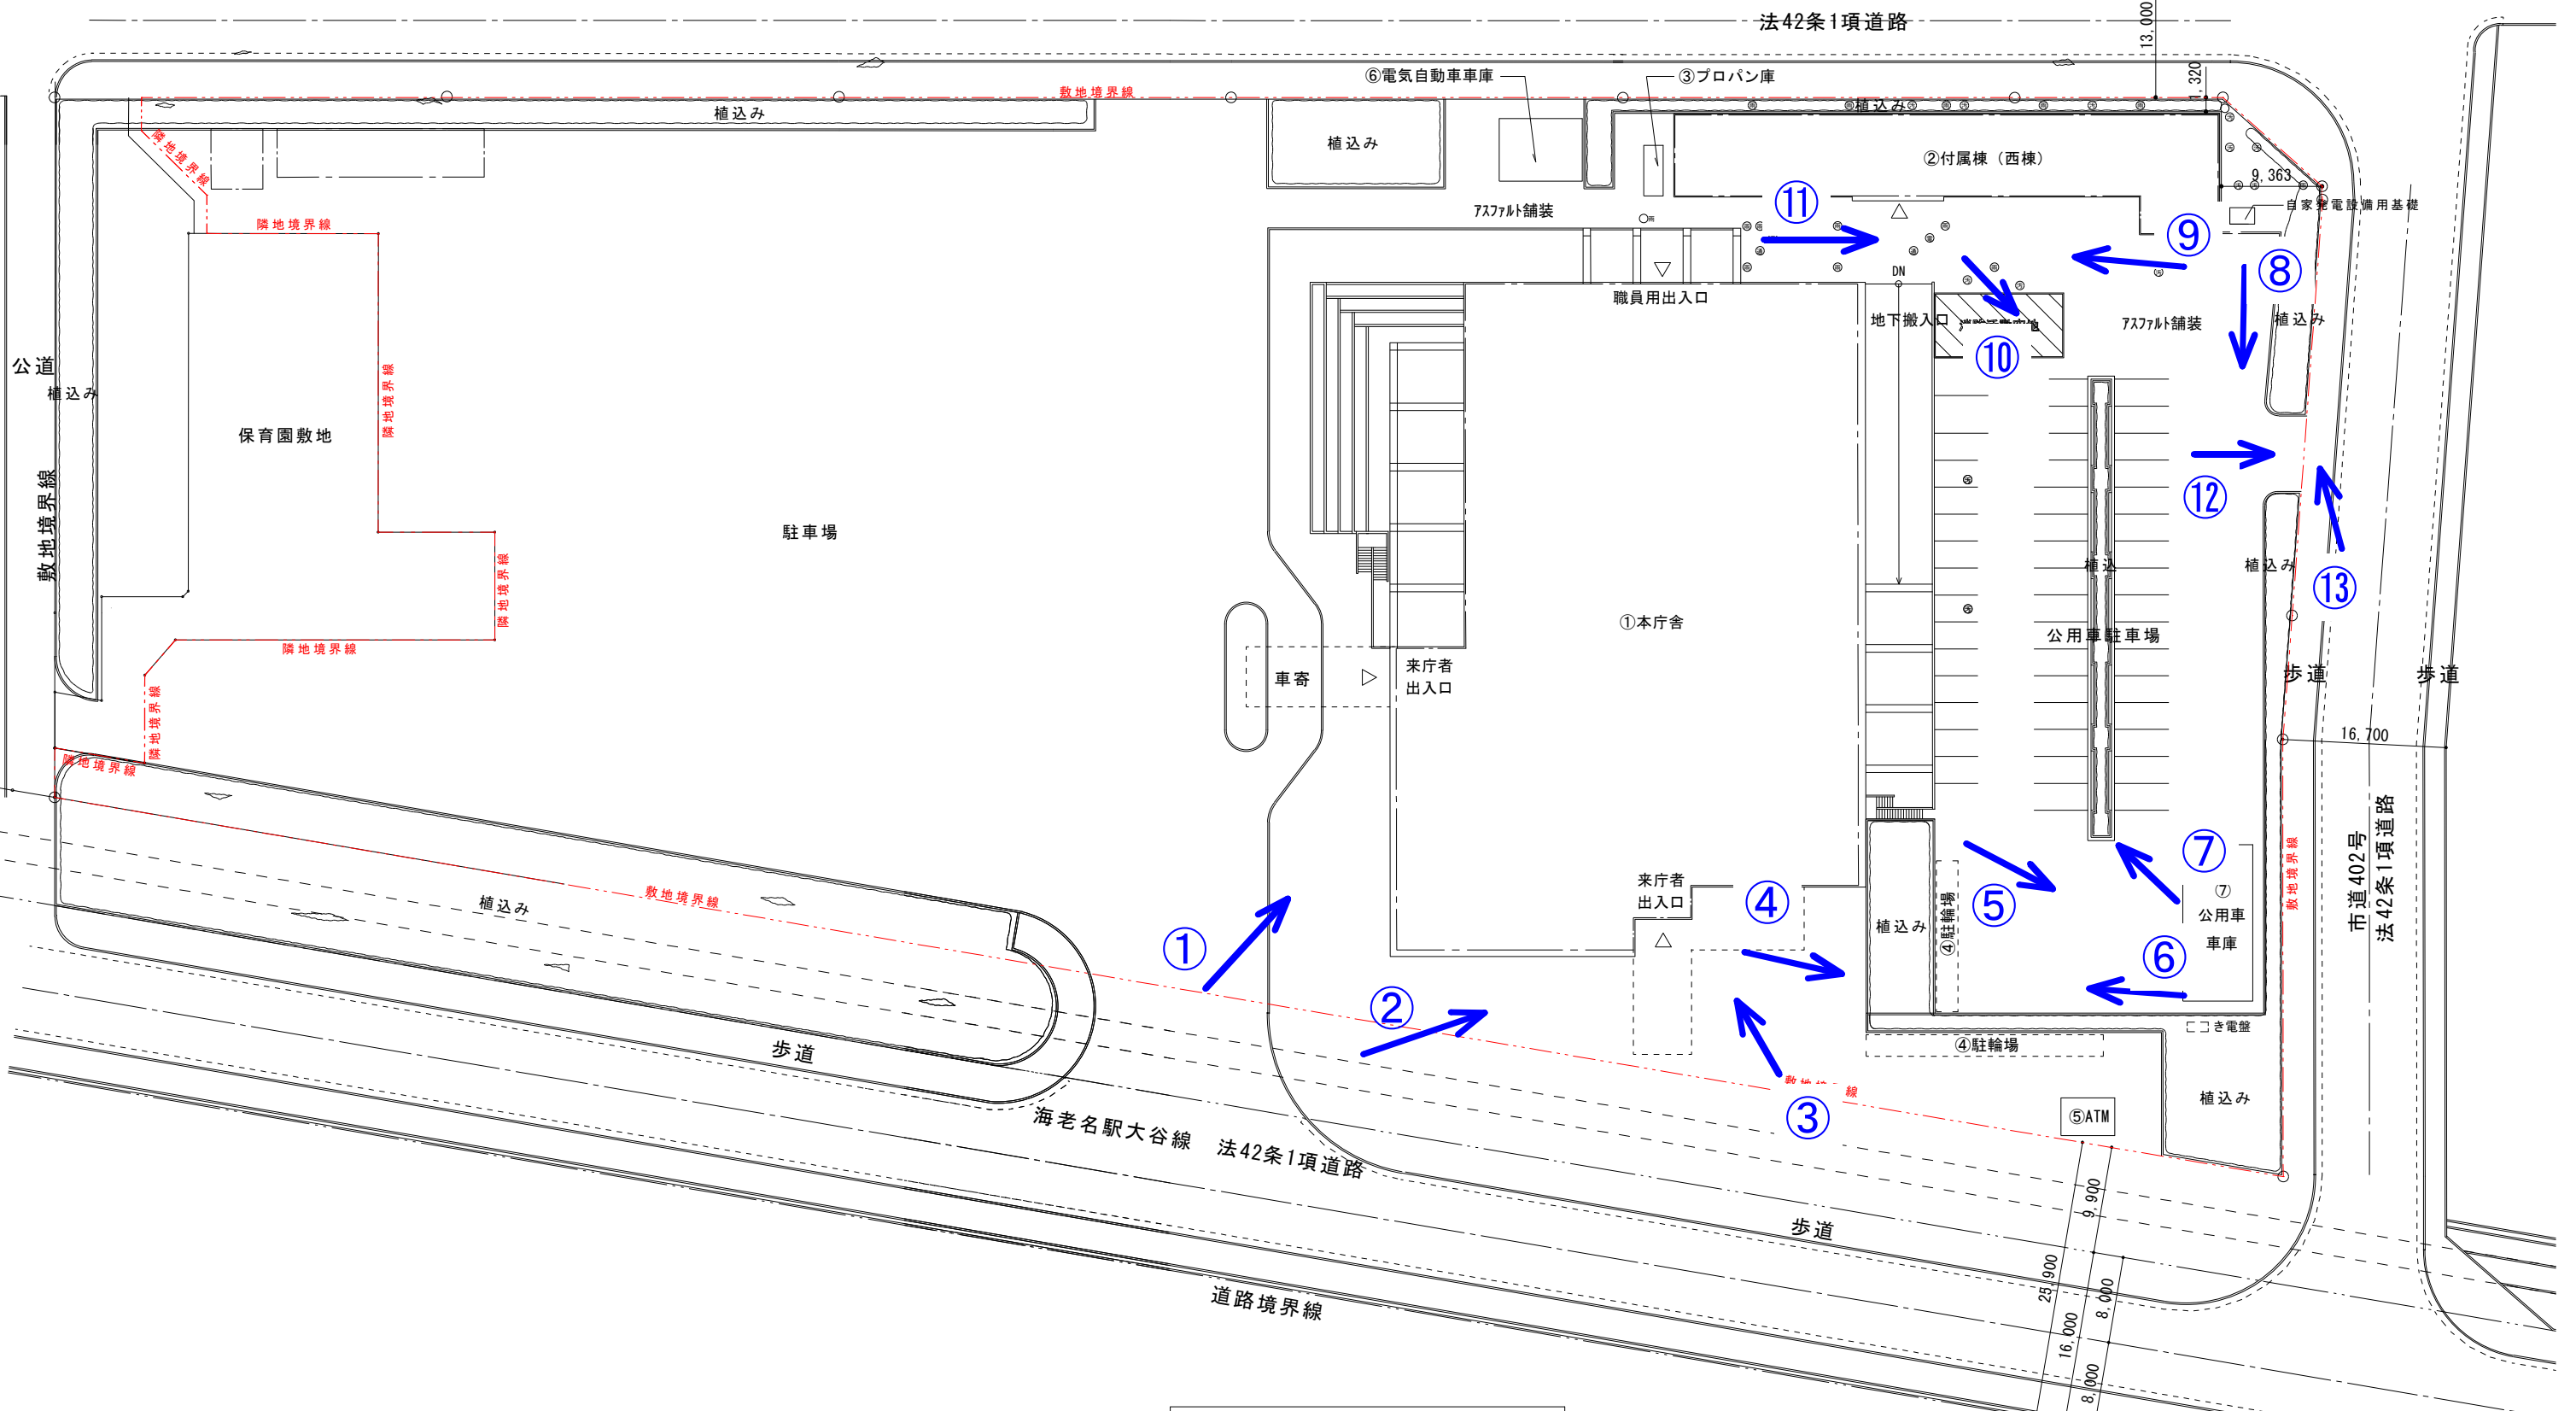 法42条1項道路
13,000
⑥電気自動車車庫
③プロパン庫
1,320
敷地境界線
植込み
植込み
植込み
隣地境界線
②付属棟（西棟）
9,363
自家発電設備用基礎
⑪
ｱｽﾌｧﾙﾄ舗装
隣地境界線
⑨
⑧
DN
職員用出入口
地下搬入口
ｱｽﾌｧﾙﾄ舗装
植込み
⑩
公道
植込み
隣地境界線
保育園敷地
敷地境界線
駐車場
⑫
植込
植込み
⑬
隣地境界線
①本庁舎
公用車駐車場
隣地境界線
車寄
来庁者
出入口
歩道
歩道
隣地境界線
隣地境界線
16,700
市道402号
法42条1項道路
敷地境界線
⑦
⑦
公用車
車庫
来庁者
出入口
④
⑤
植込み
④駐輪場
植込み
敷地境界線
①
⑥
②
き電盤
④駐輪場
歩道
線
植込み
⑤ATM
③
海老名駅大谷線 法42条1項道路
歩道
9,900
25,900
8,000
16,000
8,000
道路境界線